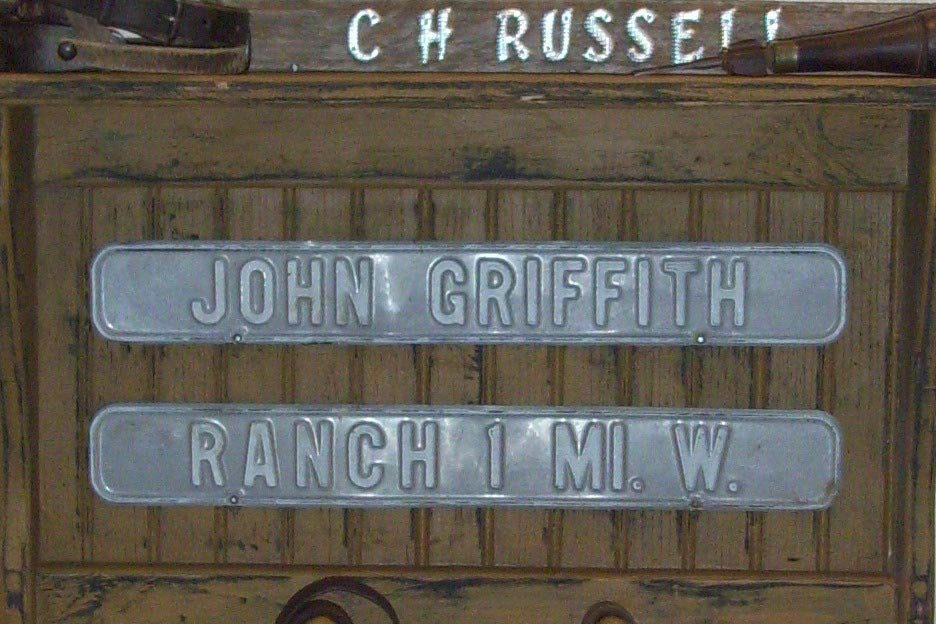 C H RUSSELL
JOHN GRIFFITH
RANCH 1 MI. W.